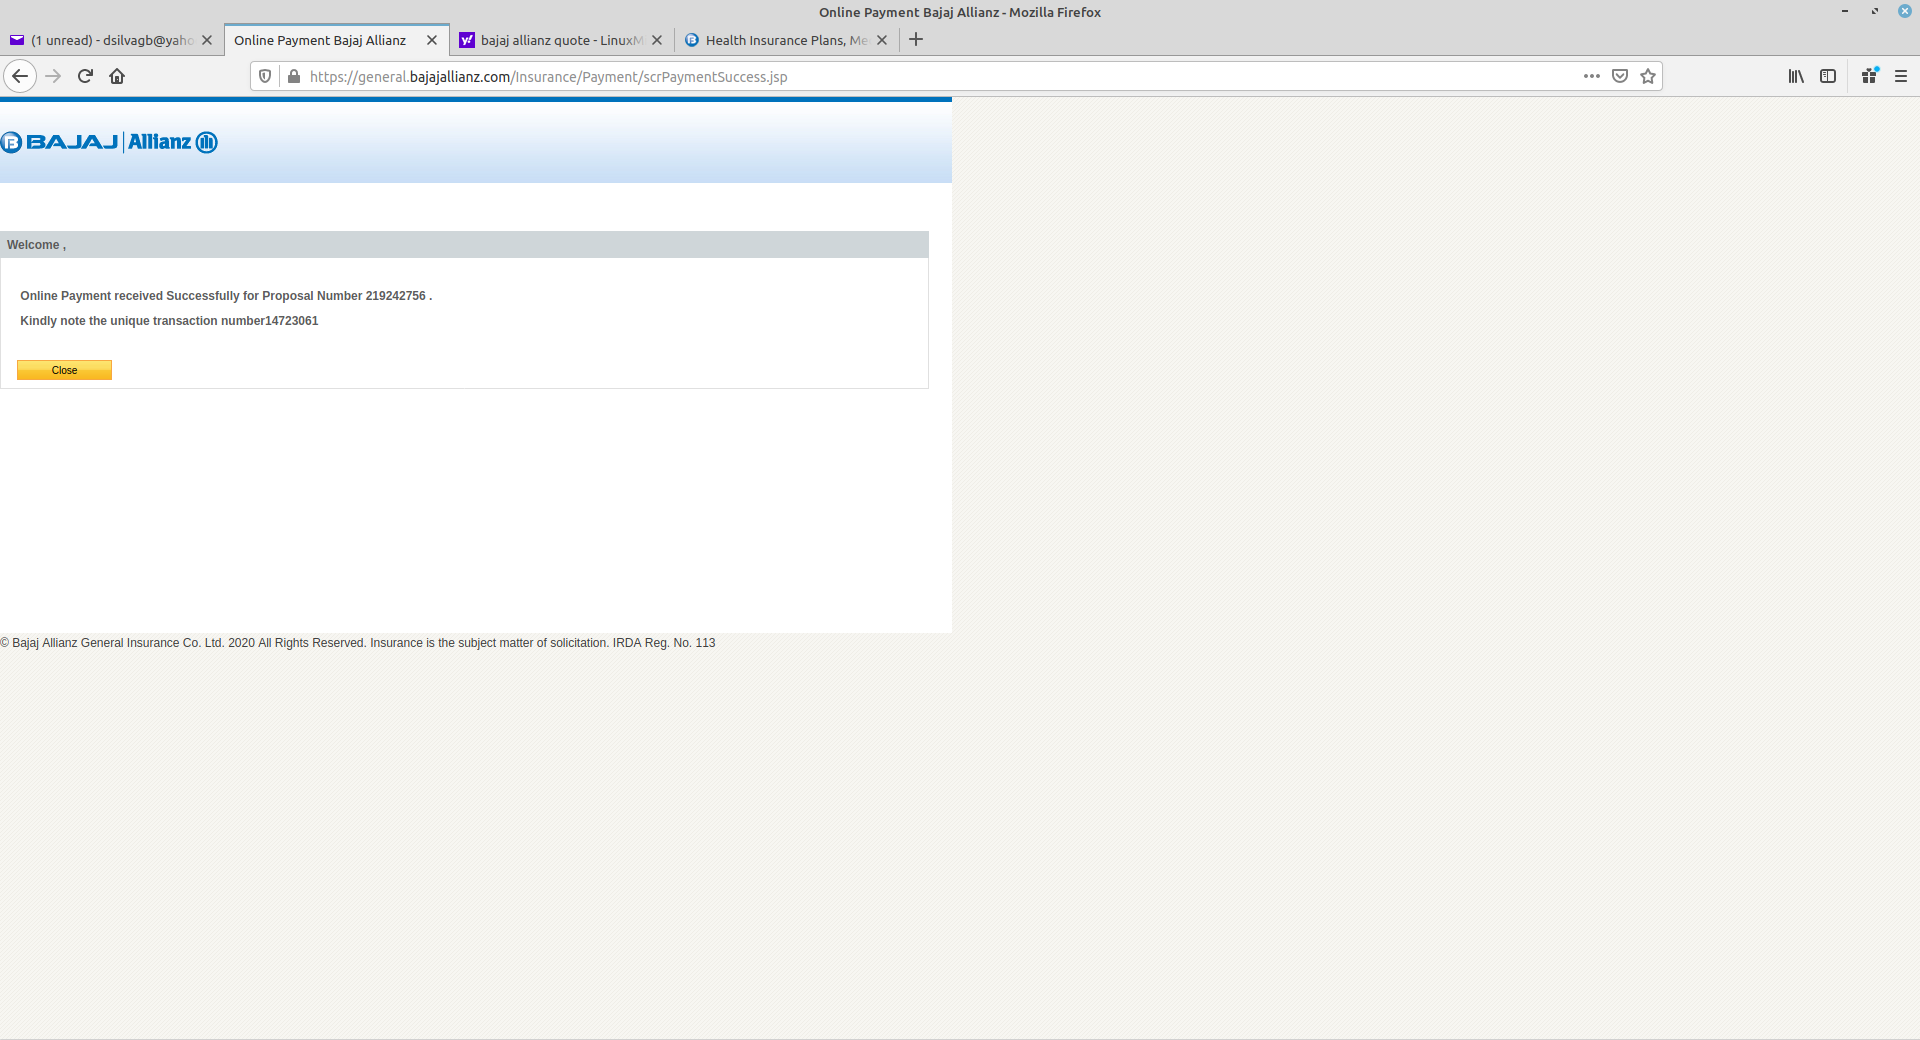 Online Payment Bajaj Allianz - Mozilla Firefox
(1 unread) - dsilvagb@yaho
Online Payment Bajaj Allianz
bajaj allianz quote - LinuxM
Health Insurance Plans, Me
https://general.bajajallianz.com/Insurance/Payment/scrPaymentSuccess.jsp
BAJAJ Allianz
Welcome ,
Online Payment received Successfully for Proposal Number 219242756 .
Kindly note the unique transaction number14723061
Close
© Bajaj Allianz General Insurance Co. Ltd. 2020 All Rights Reserved. Insurance is the subject matter of solicitation. IRDA Reg. No. 113